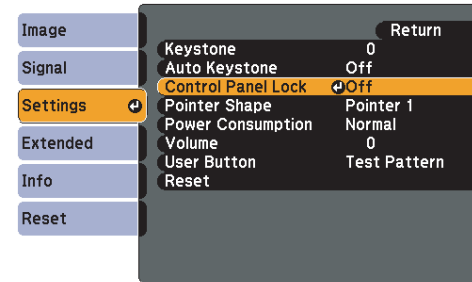 Image
Signal
Settings
Extended
Info
Reset
Return
Keystone 0
Auto Keystone Off
Control Panel Lock Off
Pointer Shape Pointer 1
Power Consumption Normal
Volume 0
User Button Test Pattern
Reset